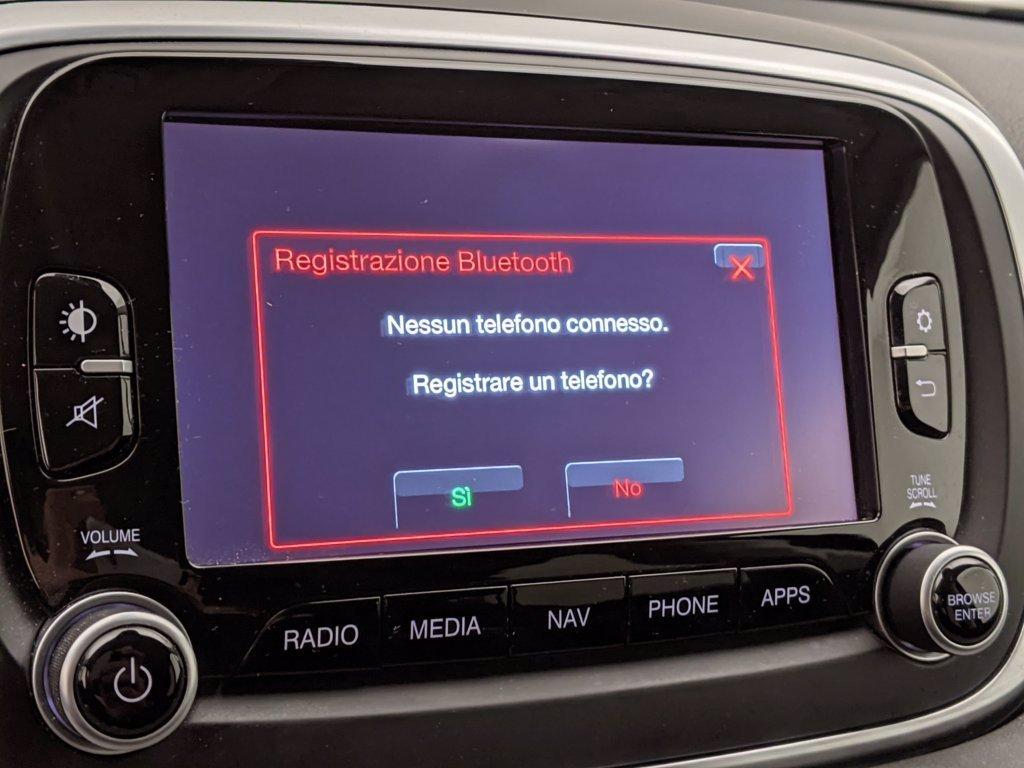 Registrazione Bluetooth
Nessun telefono connesso.
Registrare un telefono?
Sì
No
VOLUME
TUNE
SCROLL
RADIO
MEDIA
NAV
PHONE
APPS
BROWSE
ENTER